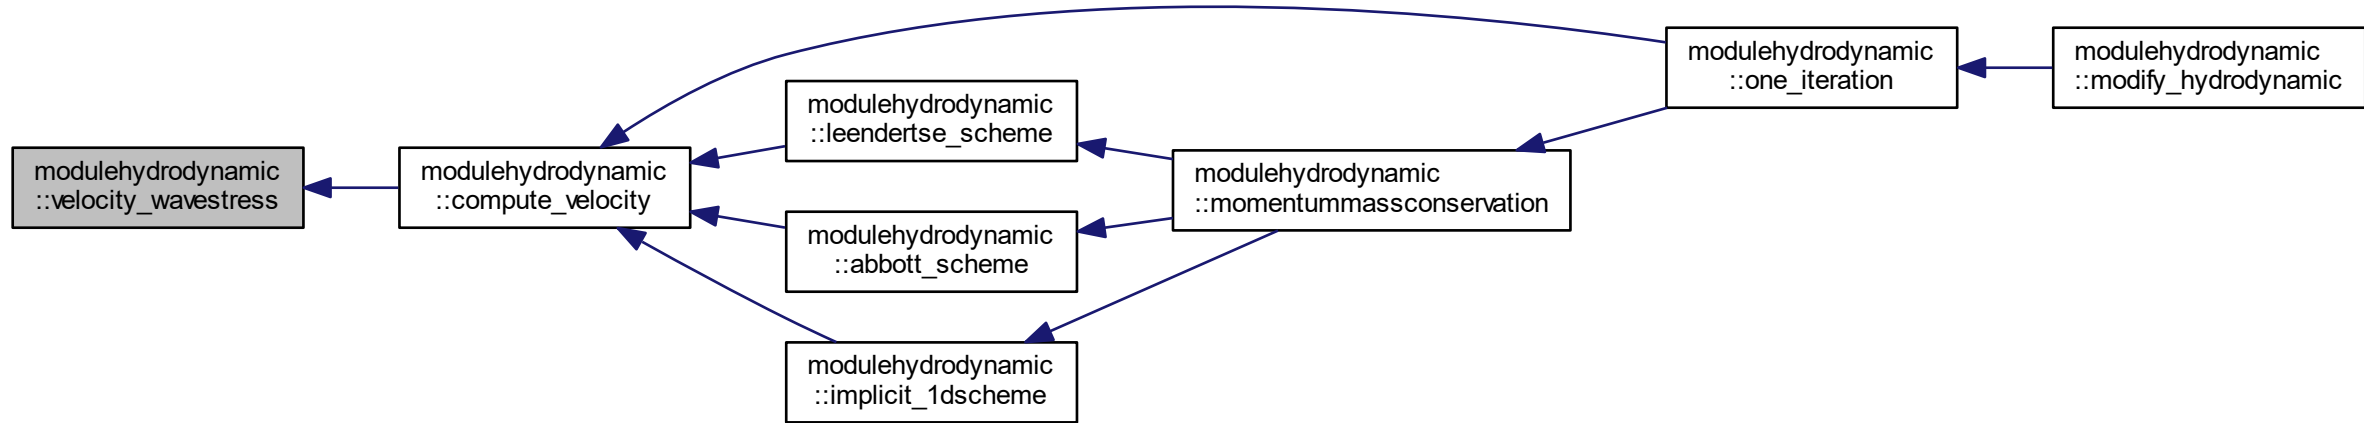 modulehydrodynamic
::velocity_wavestress
modulehydrodynamic
::compute_velocity
modulehydrodynamic
::leendertse_scheme
modulehydrodynamic
::abbott_scheme
modulehydrodynamic
::implicit_1dscheme
modulehydrodynamic
::momentummassconservation
modulehydrodynamic
::one_iteration
modulehydrodynamic
::modify_hydrodynamic